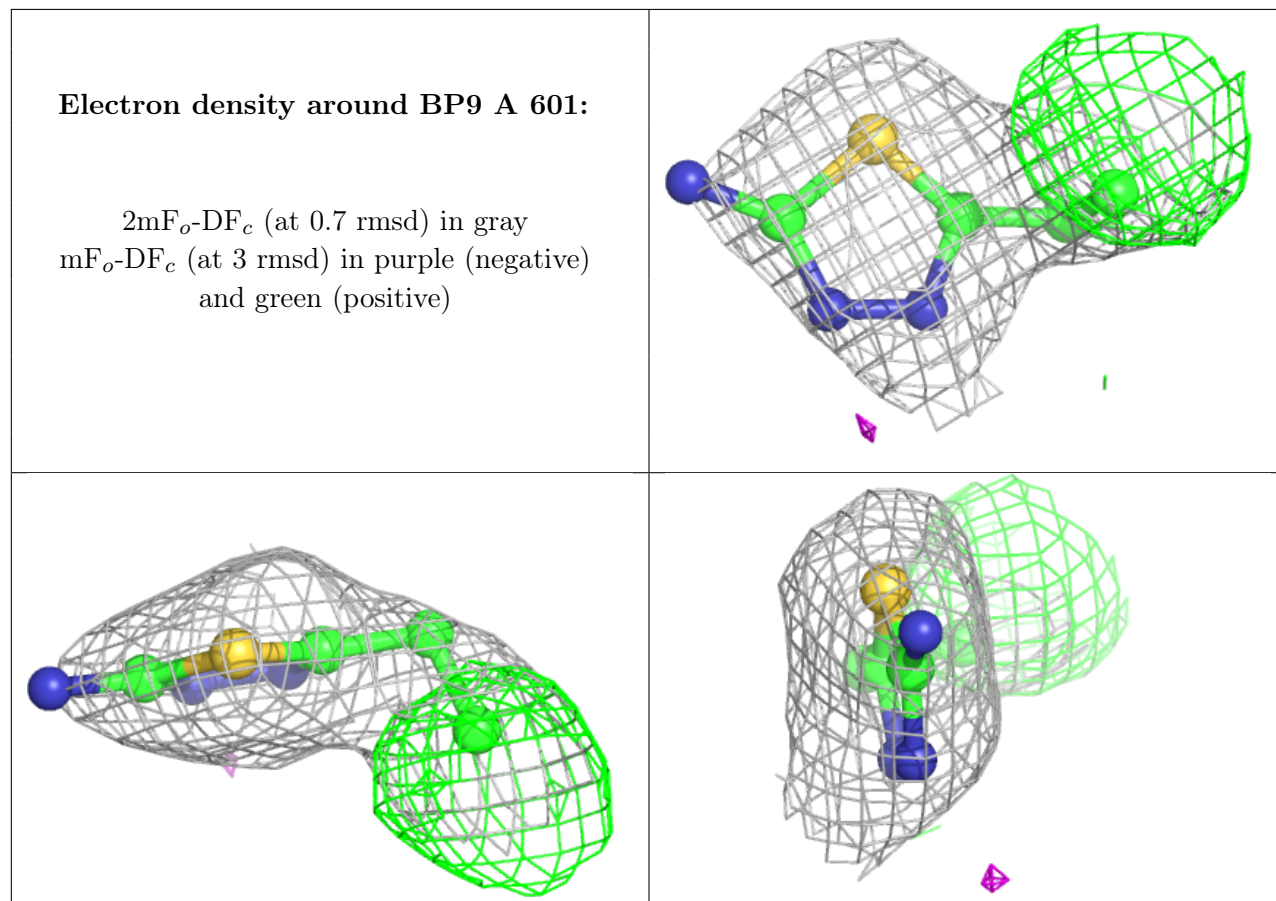 Electron density around BP9 A 601:
2mFo-DFc (at 0.7 rmsd) in gray
mFo-DFc (at 3 rmsd) in purple (negative)
and green (positive)